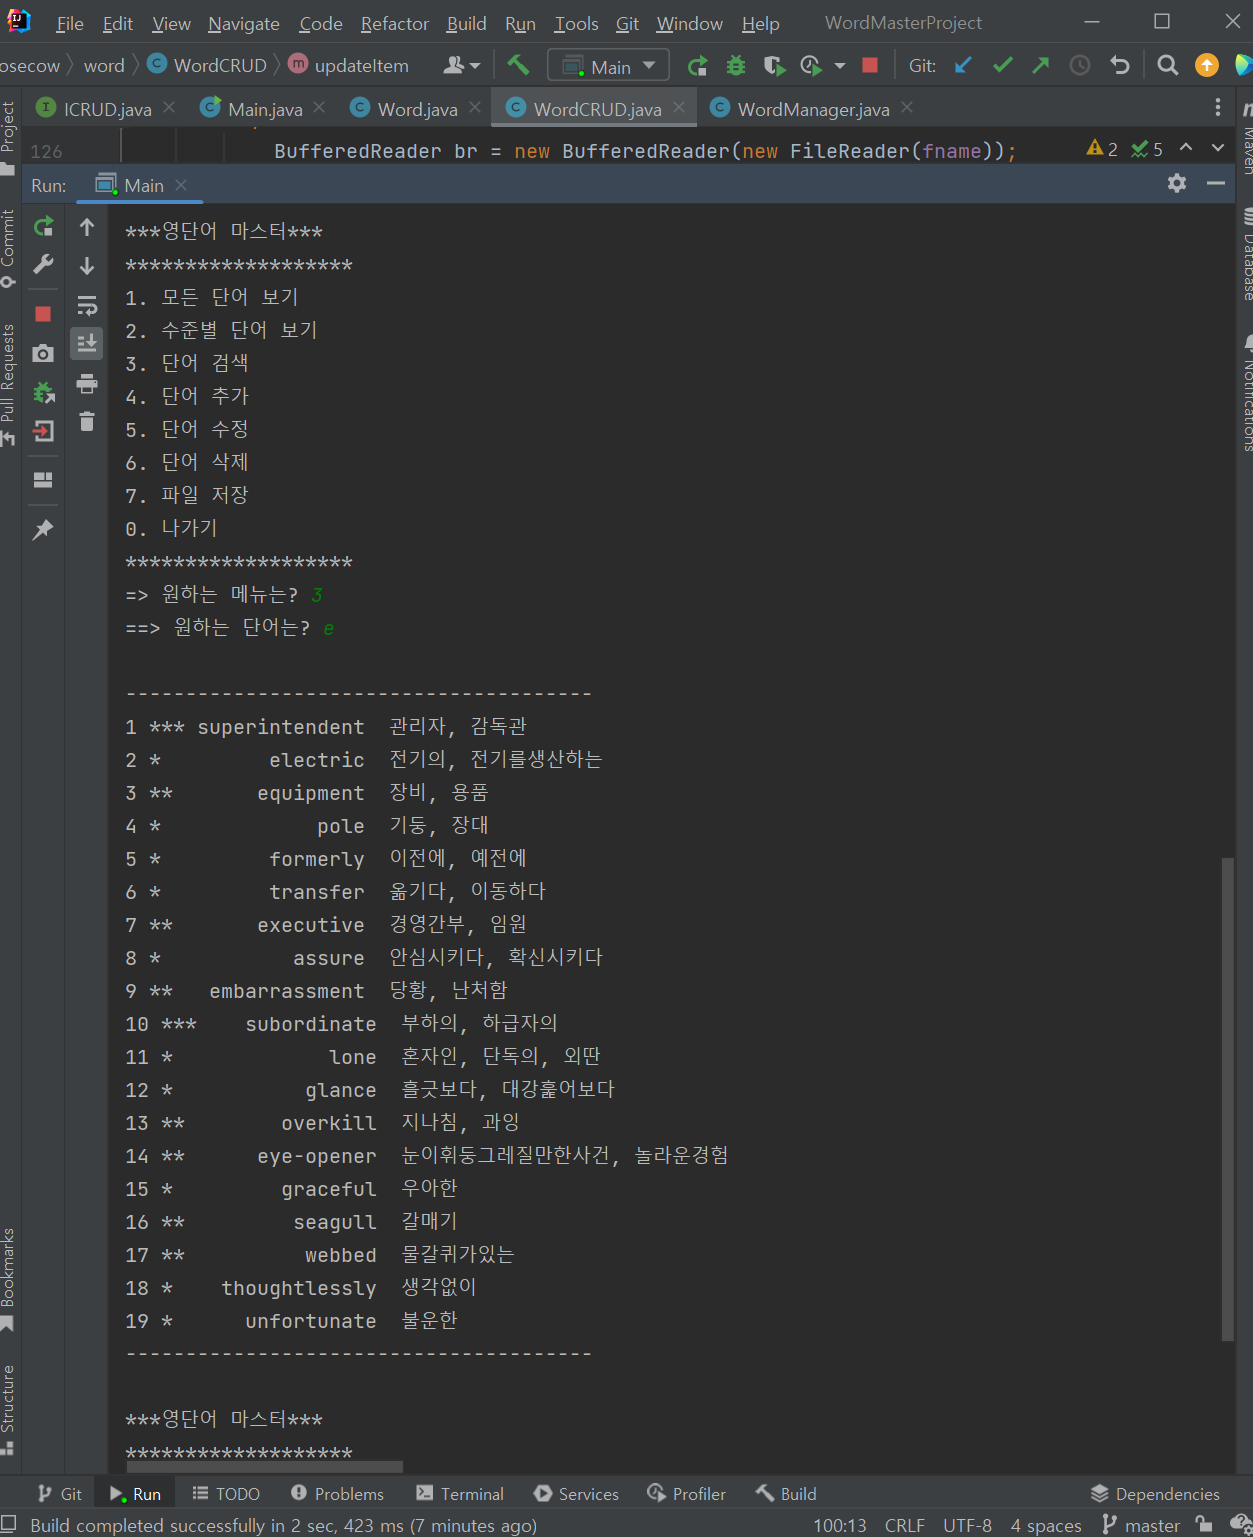 File Edit View Navigate Code Refactor Build Run Tools Git Window Help WordMasterProject
osecow word WordCRUD updateItem Main Git:
ICRUD.java Main.java Word.java WordCRUD.java WordManager.java
126 BufferedReader br = new BufferedReader(new FileReader(fname)); 2 5
Run: Main
***영단어 마스터***
*******************
1. 모든 단어 보기
2. 수준별 단어 보기
3. 단어 검색
4. 단어 추가
5. 단어 수정
6. 단어 삭제
7. 파일 저장
0. 나가기
*******************
=> 원하는 메뉴는? 3
==> 원하는 단어는? e
---------------------------------------
1 *** superintendent 관리자, 감독관
2 * electric 전기의, 전기를생산하는
3 ** equipment 장비, 용품
4 * pole 기둥, 장대
5 * formerly 이전에, 예전에
6 * transfer 옮기다, 이동하다
7 ** executive 경영간부, 임원
8 * assure 안심시키다, 확신시키다
9 ** embarrassment 당황, 난처함
10 *** subordinate 부하의, 하급자의
11 * lone 혼자인, 단독의, 외딴
12 * glance 흘긋보다, 대강훑어보다
13 ** overkill 지나침, 과잉
14 ** eye-opener 눈이휘둥그레질만한사건, 놀라운경험
15 * graceful 우아한
16 ** seagull 갈매기
17 ** webbed 물갈퀴가있는
18 * thoughtlessly 생각없이
19 * unfortunate 불운한
---------------------------------------
***영단어 마스터***
*******************
Project
Commit
Pull Requests
Bookmarks
Structure
Maven
Database
Notifications
Git Run TODO Problems Terminal Services Profiler Build Dependencies
Build completed successfully in 2 sec, 423 ms (7 minutes ago) 100:13 CRLF UTF-8 4 spaces master